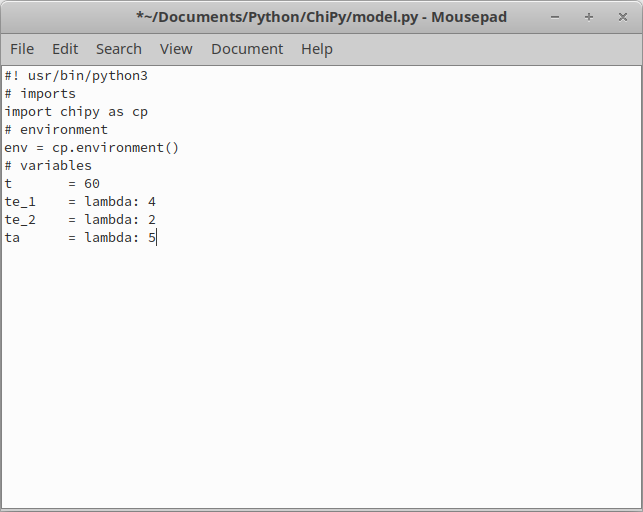 *~/Documents/Python/ChiPy/model.py - Mousepad
File Edit Search View Document Help
#! usr/bin/python3
# imports
import chipy as cp
# environment
env = cp.environment()
# variables
t       = 60
te_1    = lambda: 4
te_2    = lambda: 2
ta      = lambda: 5